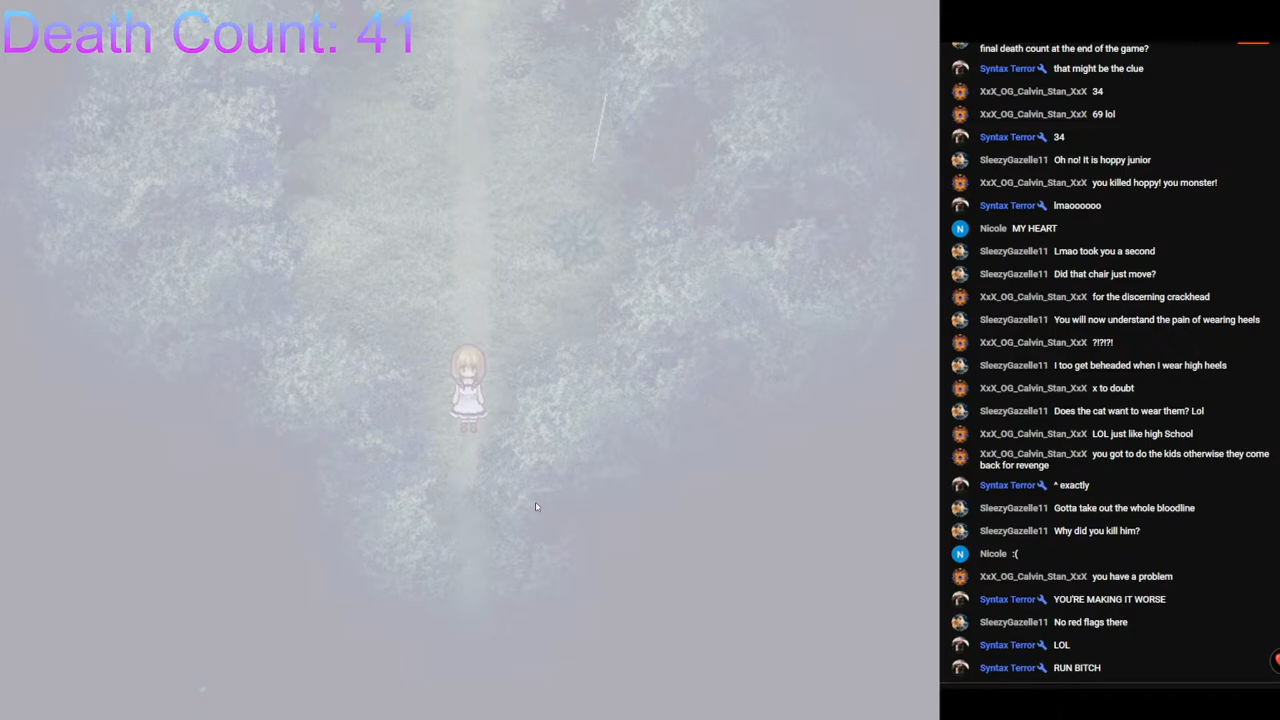 Death Count: 41
final death count at the end of the game?
Syntax Terror that might be the clue
XxX_OG_Calvin_Stan_XxX 34
XxX_OG_Calvin_Stan_XxX 69 lol
Syntax Terror 34
SleezyGazelle11 Oh no! It is hoppy junior
XxX_OG_Calvin_Stan_XxX you killed hoppy! you monster!
Syntax Terror lmaoooooo
N Nicole MY HEART
SleezyGazelle11 Lmao took you a second
SleezyGazelle11 Did that chair just move?
XxX_OG_Calvin_Stan_XxX for the discerning crackhead
SleezyGazelle11 You will now understand the pain of wearing heels
XxX_OG_Calvin_Stan_XxX ?!?!?!
SleezyGazelle11 I too get beheaded when I wear high heels
XxX_OG_Calvin_Stan_XxX x to doubt
SleezyGazelle11 Does the cat want to wear them? Lol
XxX_OG_Calvin_Stan_XxX LOL just like high School
XxX_OG_Calvin_Stan_XxX you got to do the kids otherwise they come
back for revenge
Syntax Terror ^ exactly
SleezyGazelle11 Gotta take out the whole bloodline
SleezyGazelle11 Why did you kill him?
N Nicole :(
XxX_OG_Calvin_Stan_XxX you have a problem
Syntax Terror YOU'RE MAKING IT WORSE
SleezyGazelle11 No red flags there
Syntax Terror LOL
Syntax Terror RUN BITCH